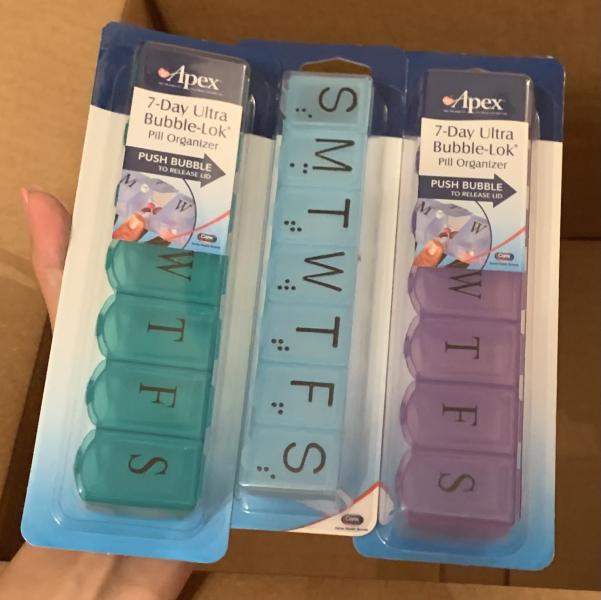 Apex
7-Day Ultra
Bubble-Lok®
Pill Organizer
PUSH BUBBLE
TO RELEASE LID
M
W
W
T
F
S
S
M
T
W
T
F
S
Apex
7-Day Ultra
Bubble-Lok®
Pill Organizer
PUSH BUBBLE
TO RELEASE LID
M
W
W
T
F
S